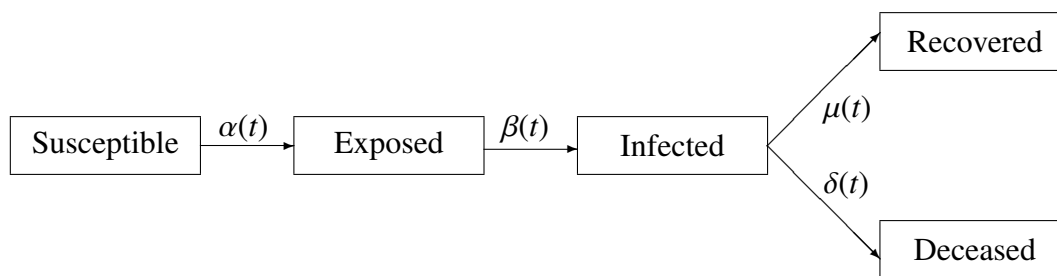 Recovered
μ(t)
Susceptible
α(t)
Exposed
β(t)
Infected
δ(t)
Deceased